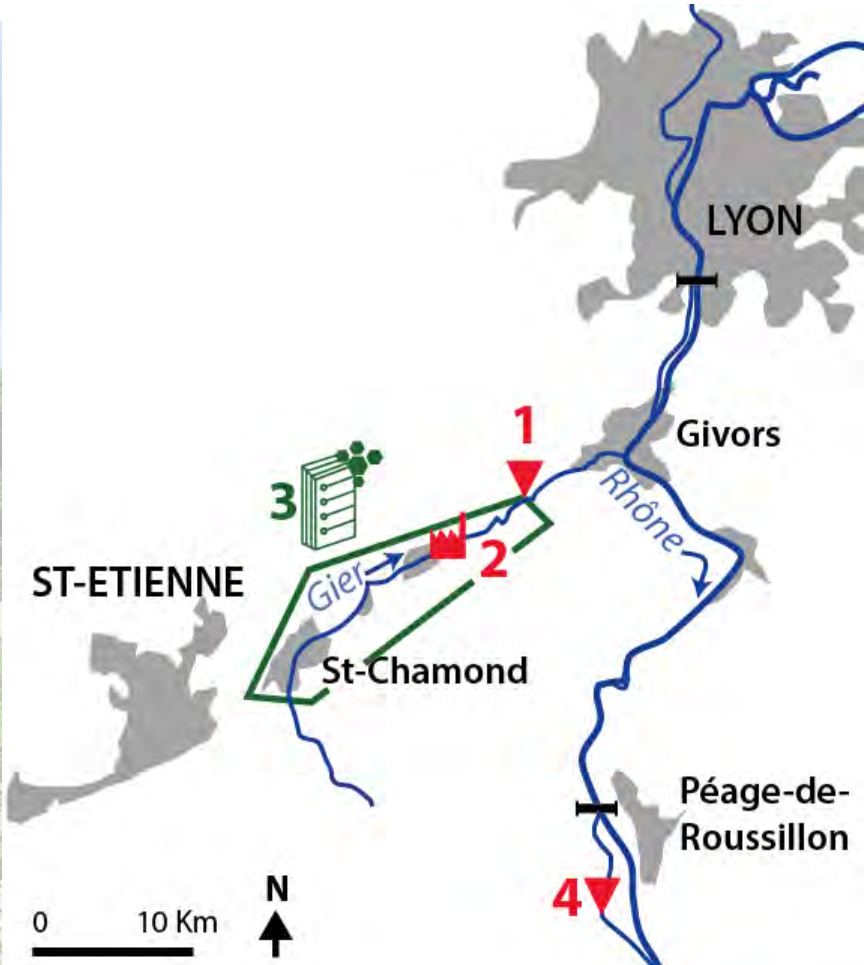 LYON
1
Givors
3
Rhône
2
Gier
ST-ETIENNE
St-Chamond
Péage-de-
Roussillon
4
N
0 10 Km